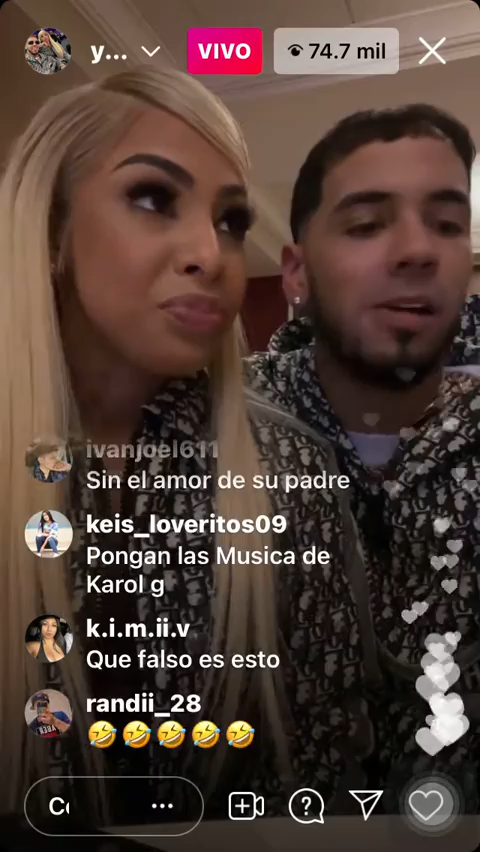 y...
VIVO
74.7 mil
ivanjoel611
Sin el amor de su padre
keis_loveritos09
Pongan las Musica de
Karol g
k.i.m.ii.v
Que falso es esto
randii_28
🤣🤣🤣🤣🤣